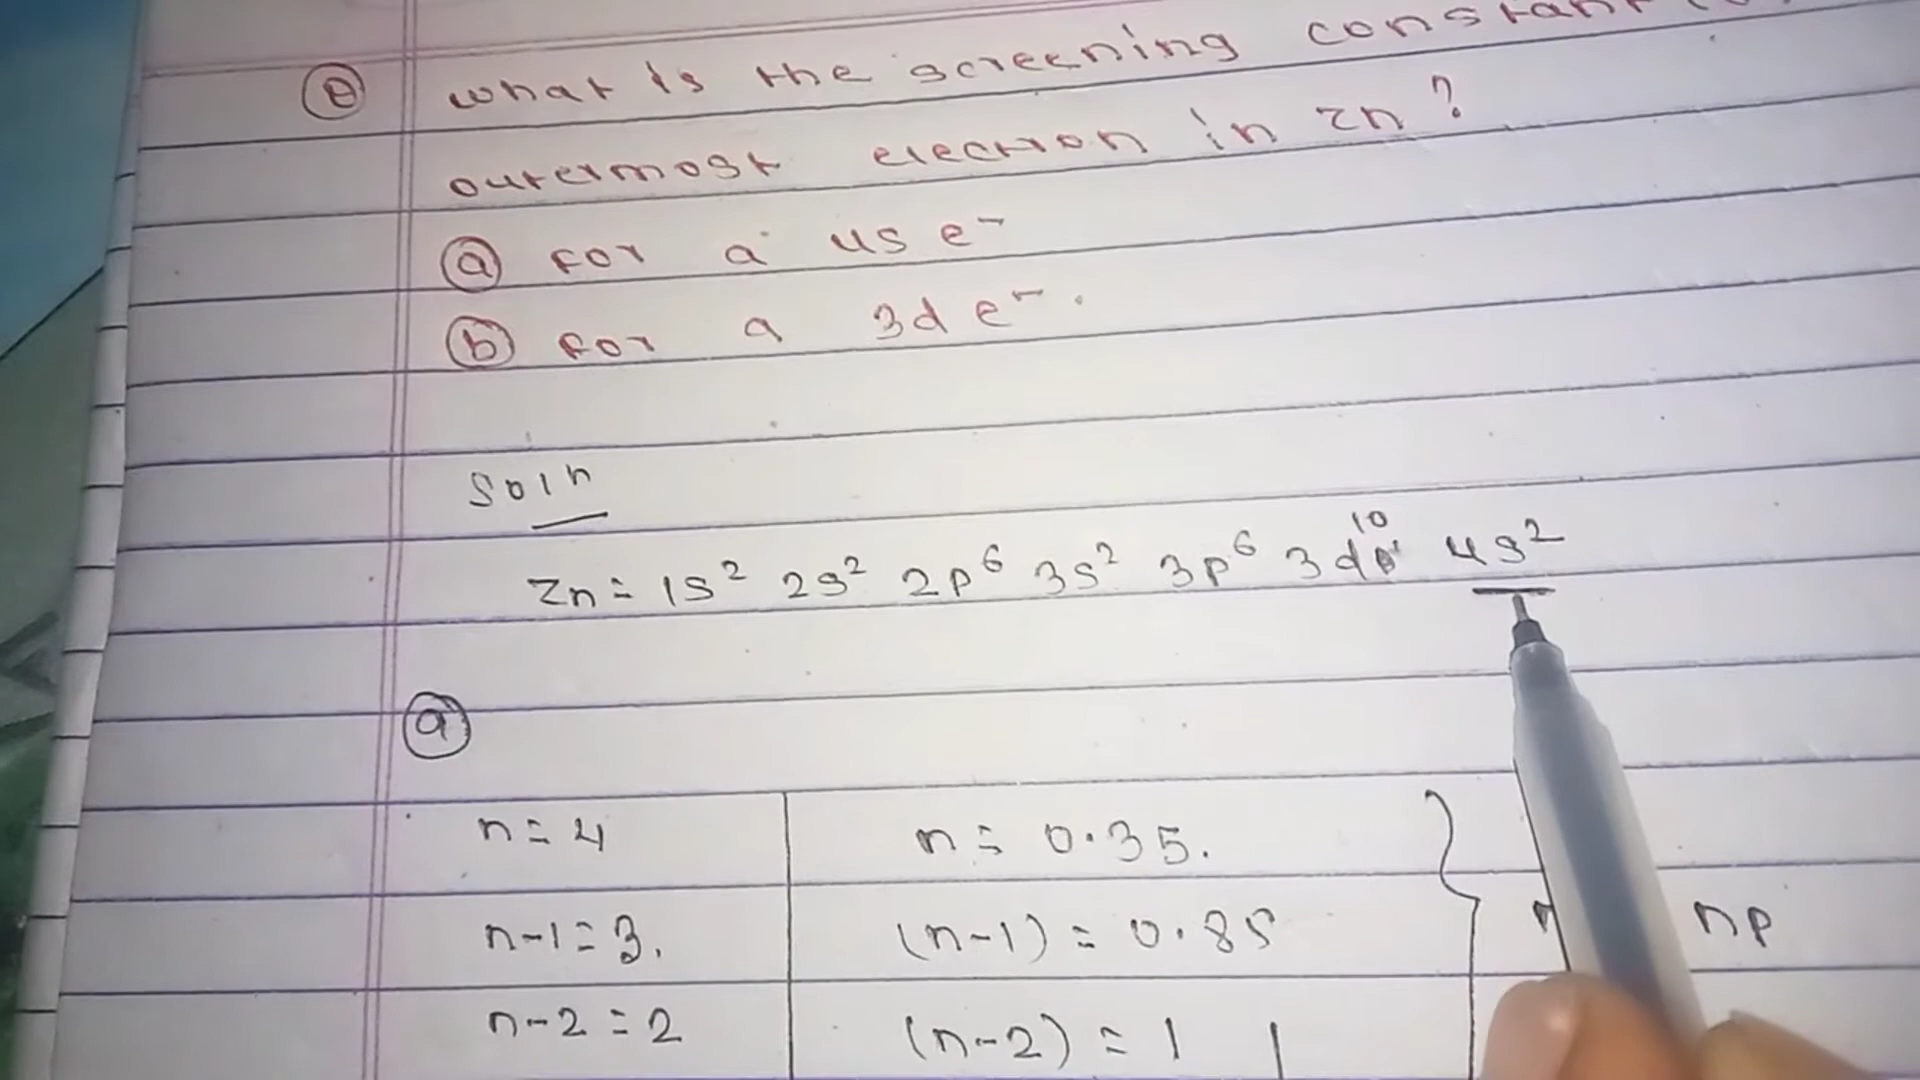 Q what is the screening constant
outermost electron in Zn?
a for a 4s e⁻
b for a 3d e⁻.
Soln
Zn = 1s² 2s² 2p⁶ 3s² 3p⁶ 3d¹⁰ 4s²
a
n = 4 n = 0.35.
n-1 = 3. (n-1) = 0.85 np
n-2 = 2 (n-2) = 1